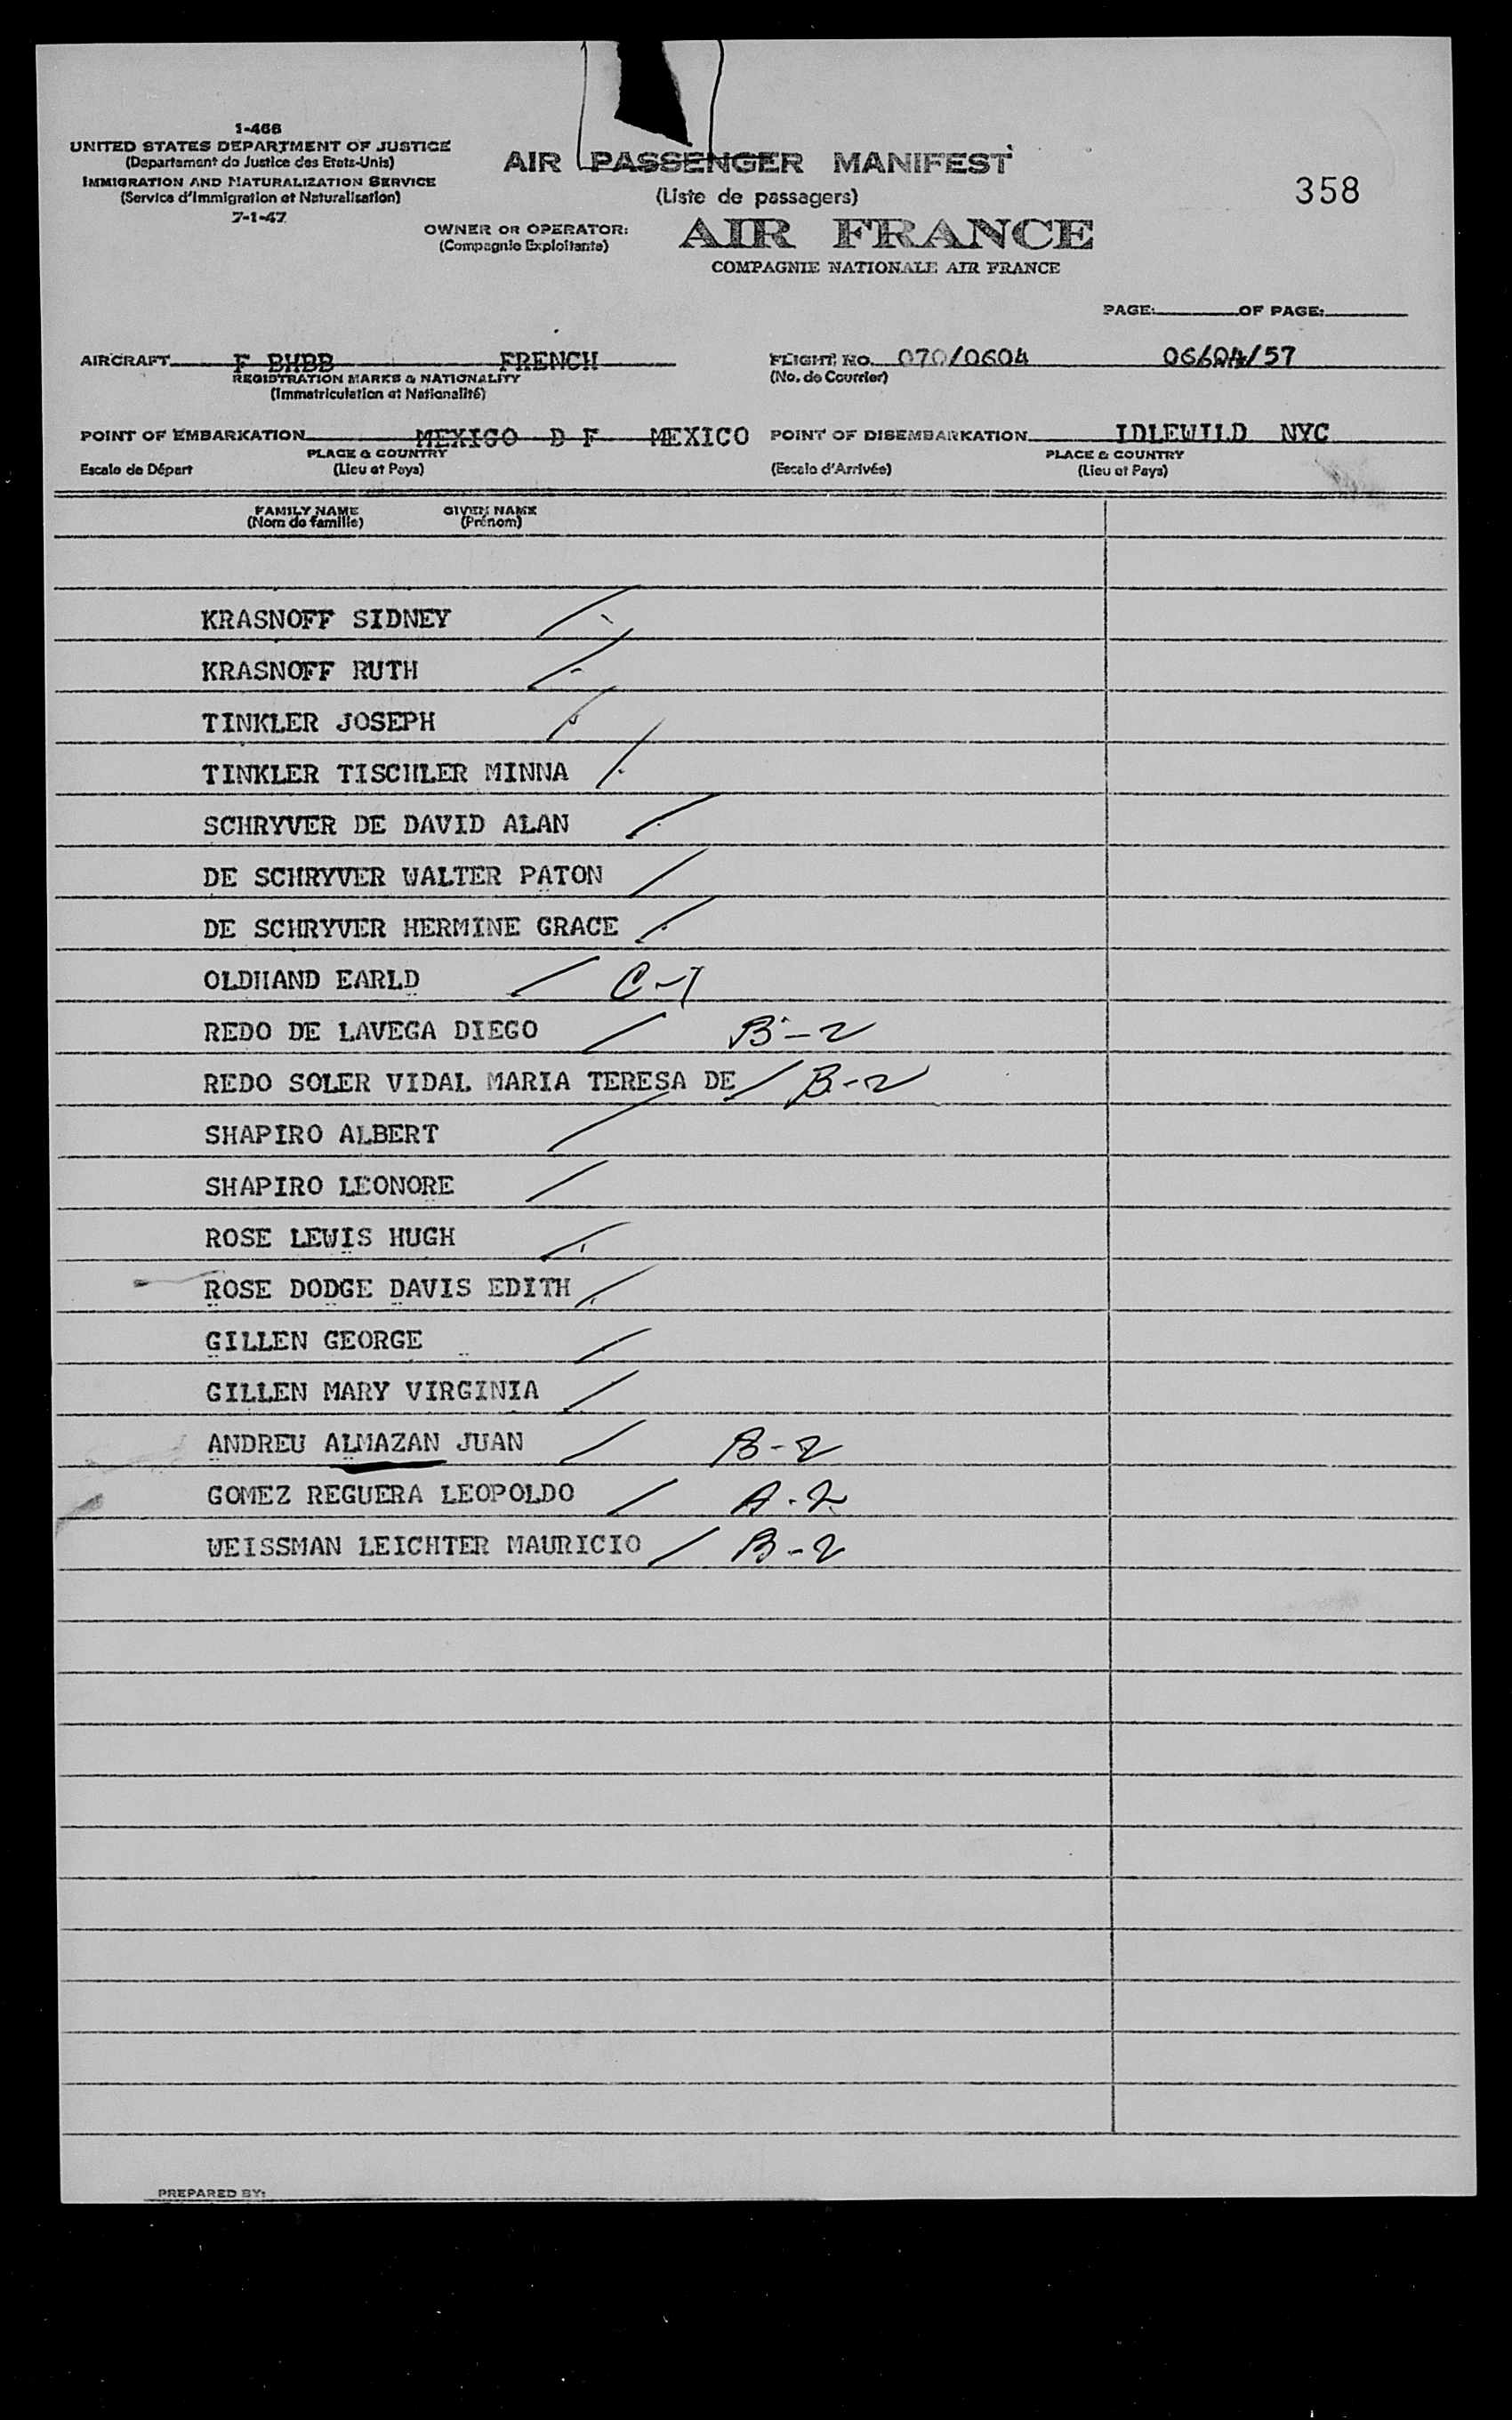 I-466
UNITED STATES DEPARTMENT OF JUSTICE
(Departament de Justice des Etats-Unis)
IMMIGRATION AND NATURALIZATION SERVICE
(Service d'Immigration et Naturalisation)
7-1-47
AIR PASSENGER MANIFEST
(Liste de passagers)
358
OWNER OR OPERATOR:
(Compagnie Exploitante)
AIR FRANCE
COMPAGNIE NATIONALE AIR FRANCE
PAGE: OF PAGE:
AIRCRAFT F BHBB FRENCH FLIGHT NO. 070/0604 06/04/57
REGISTRATION MARKS & NATIONALITY (No. de Courrier)
(Immatriculation et Nationalité)
POINT OF EMBARKATION MEXICO D F MEXICO POINT OF DISEMBARKATION IDLEWILD NYC
PLACE & COUNTRY PLACE & COUNTRY
Escale de Départ (Lieu et Pays) (Escale d'Arrivée) (Lieu et Pays)
FAMILY NAME GIVEN NAME
(Nom de famille) (Prénom)
KRASNOFF SIDNEY
KRASNOFF RUTH
TINKLER JOSEPH
TINKLER TISCHLER MINNA
SCHRYVER DE DAVID ALAN
DE SCHRYVER WALTER PATON
DE SCHRYVER HERMINE GRACE
OLDHAND EARLD C-1
REDO DE LAVEGA DIEGO B-2
REDO SOLER VIDAL MARIA TERESA DE B-2
SHAPIRO ALBERT
SHAPIRO LEONORE
ROSE LEWIS HUGH
ROSE DODGE DAVIS EDITH
GILLEN GEORGE
GILLEN MARY VIRGINIA
ANDREU ALMAZAN JUAN B-2
GOMEZ REGUERA LEOPOLDO A-2
WEISSMAN LEICHTER MAURICIO B-2
PREPARED BY: